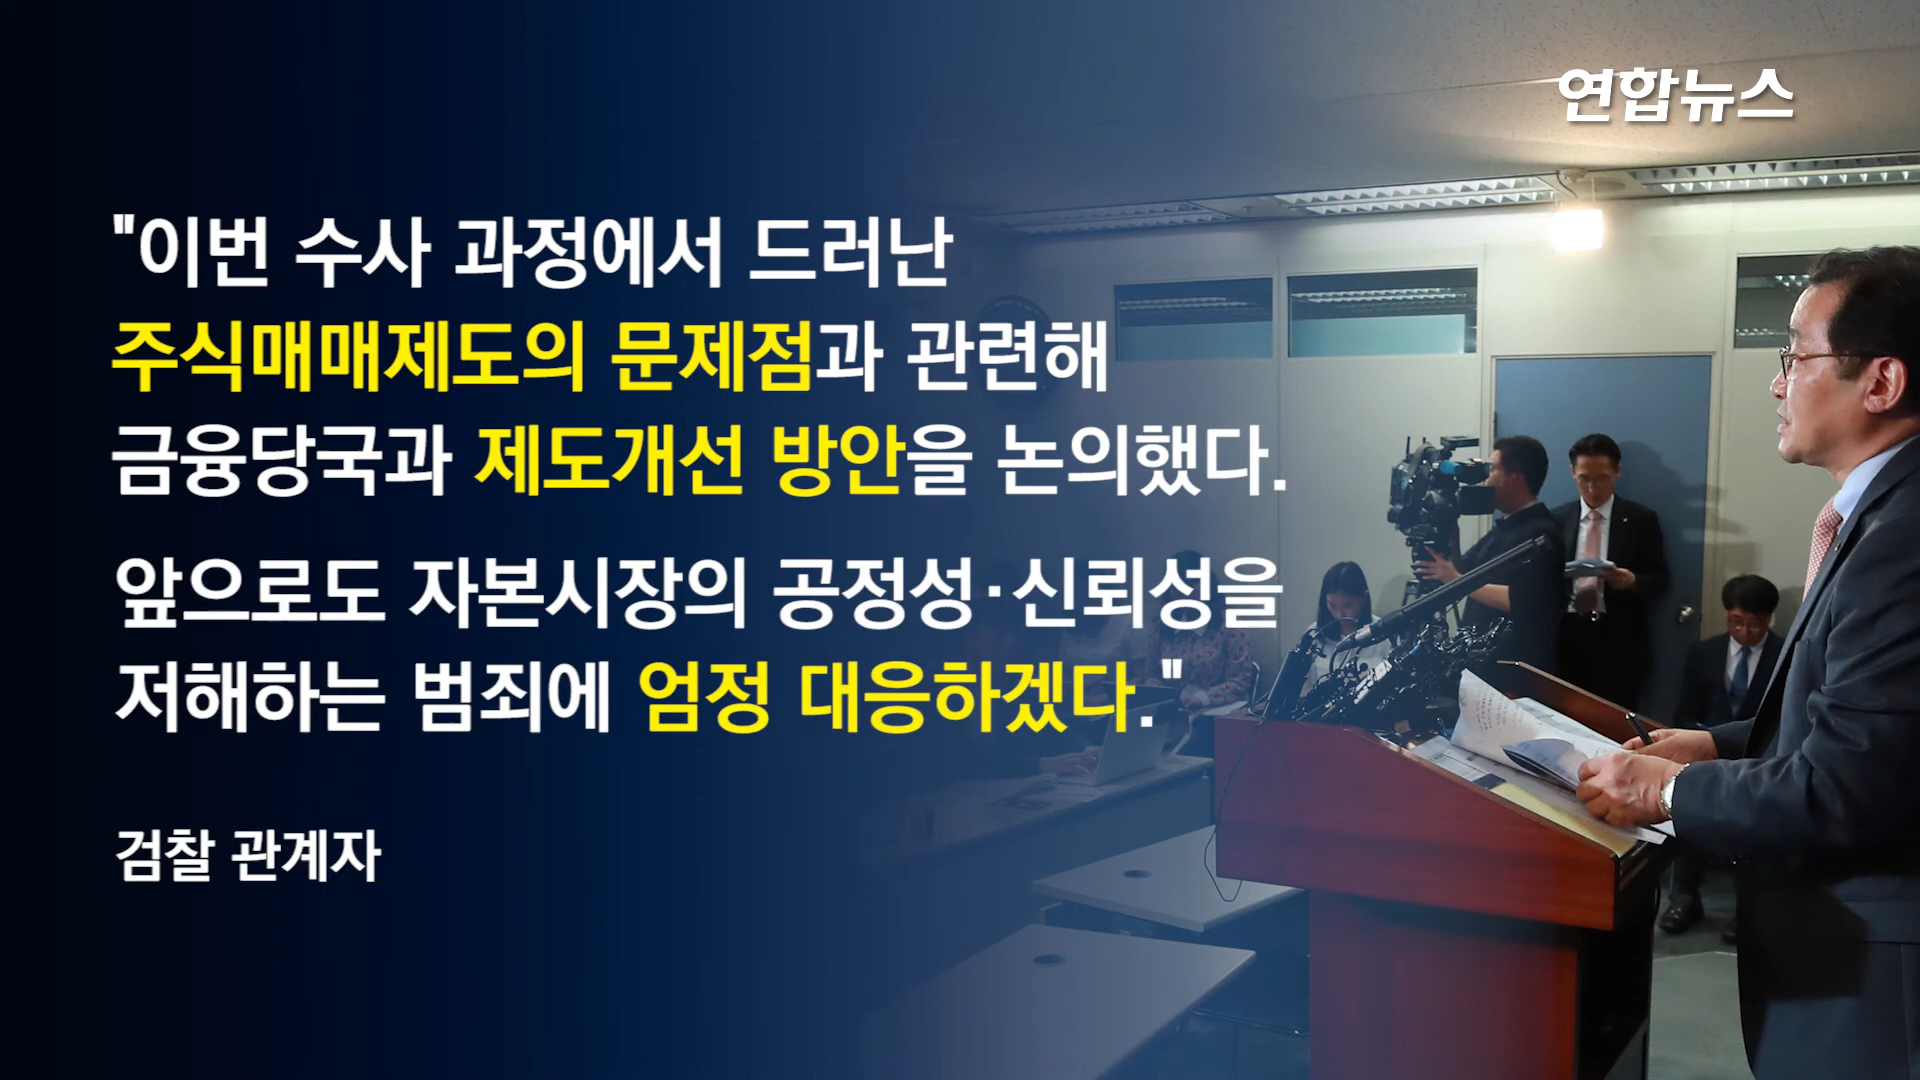 연합뉴스
"이번 수사 과정에서 드러난
주식매매제도의 문제점과 관련해
금융당국과 제도개선 방안을 논의했다.
앞으로도 자본시장의 공정성·신뢰성을
저해하는 범죄에 엄정 대응하겠다."
검찰 관계자